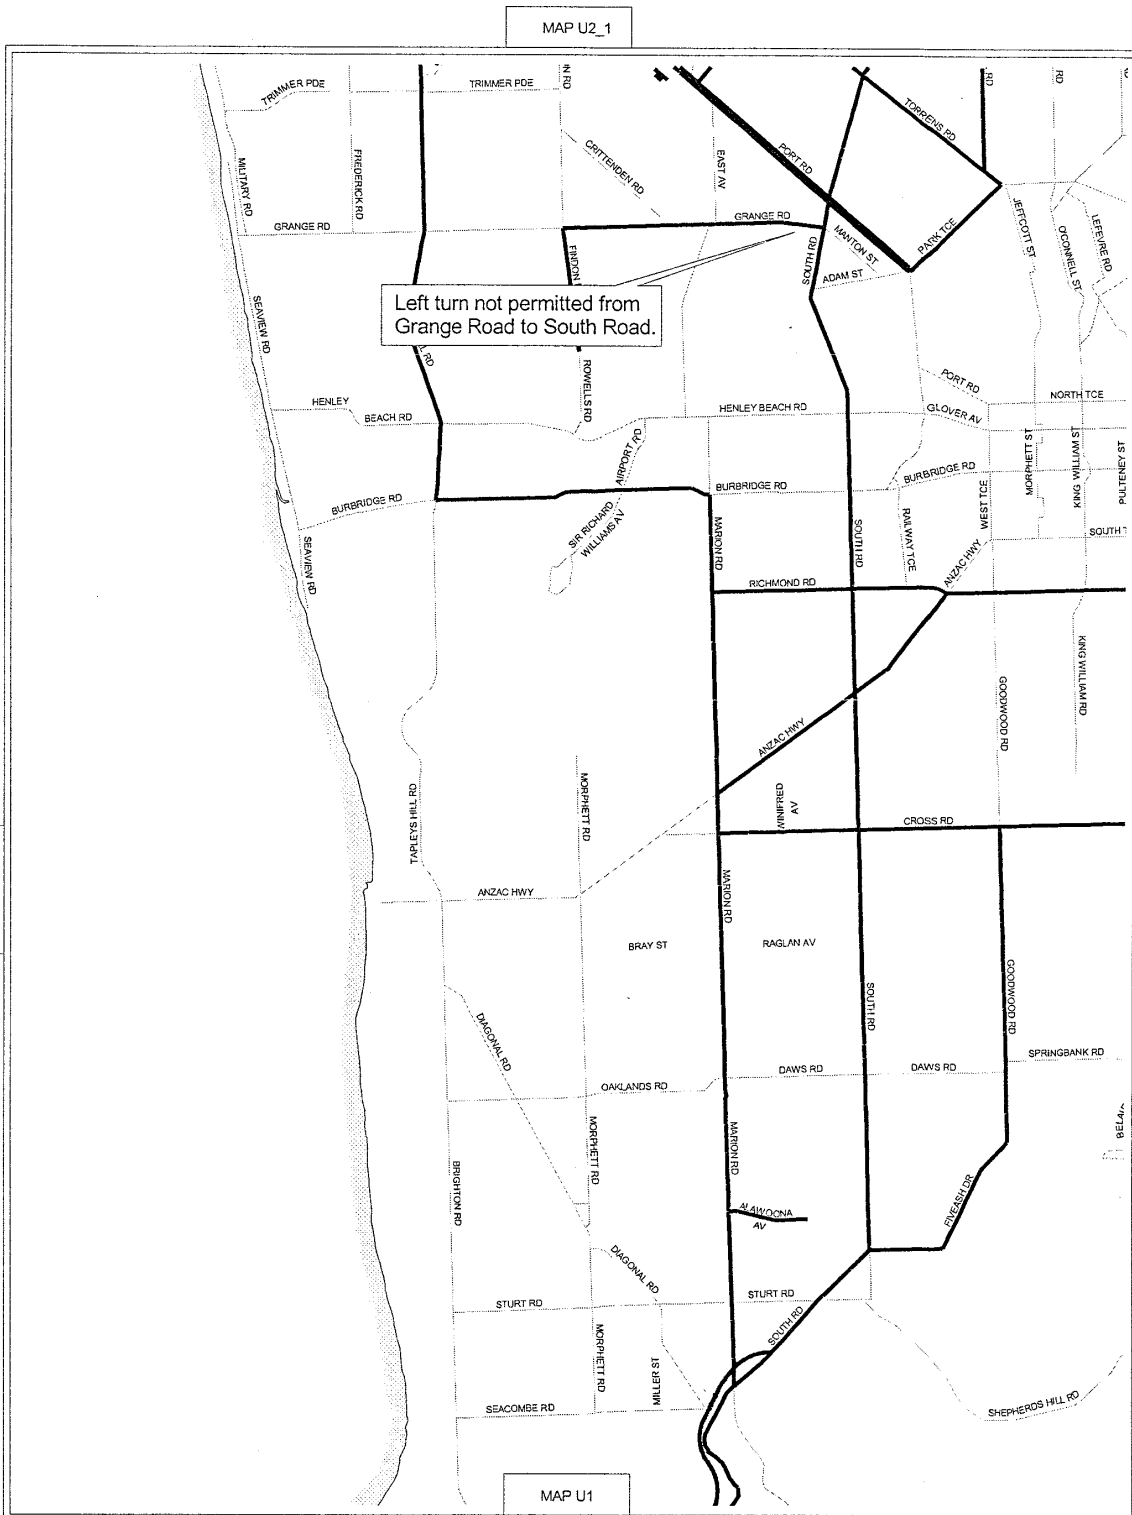 MAP U2_1
TRIMMER PDE
TRIMMER PDE
N RD
RD
RD
TORRENS RD
PORT RD
CRITTENDEN RD
EAST AV
MILITARY RD
FREDERICK RD
GRANGE RD
GRANGE RD
SOUTH RD
MANTON ST
ADAM ST
PARK TCE
JEFFCOTT ST
O'CONNELL ST
LEFEVRE RD
FINDON
Left turn not permitted from
Grange Road to South Road.
SEAVIEW RD
L RD
ROWELLS RD
PORT RD
NORTH TCE
HENLEY
BEACH RD
HENLEY BEACH RD
GLOVER AV
AIRPORT RD
MORPHETT ST
KING WILLIAM ST
PULTENEY ST
BURBRIDGE RD
BURBRIDGE RD
BURBRIDGE RD
WEST TCE
SIR RICHARD
WILLIAMS AV
MARION RD
SOUTH RD
RAILWAY TCE
ANZAC HWY
SOUTH T
SEAVIEW RD
RICHMOND RD
KING WILLIAM RD
GOODWOOD RD
ANZAC HWY
TAPLEYS HILL RD
MORPHETT RD
WINIFRED
AV
CROSS RD
ANZAC HWY
MARION RD
BRAY ST
RAGLAN AV
GOODWOOD RD
SOUTH RD
DIAGONAL RD
SPRINGBANK RD
DAWS RD
DAWS RD
OAKLANDS RD
MORPHETT RD
MARION RD
BELAI
BRIGHTON RD
ALAWOONA
AV
FIVEASH DR
DIAGONAL RD
STURT RD
STURT RD
SOUTH RD
MORPHETT RD
MILLER ST
SEACOMBE RD
SHEPHERDS HILL RD
MAP U1